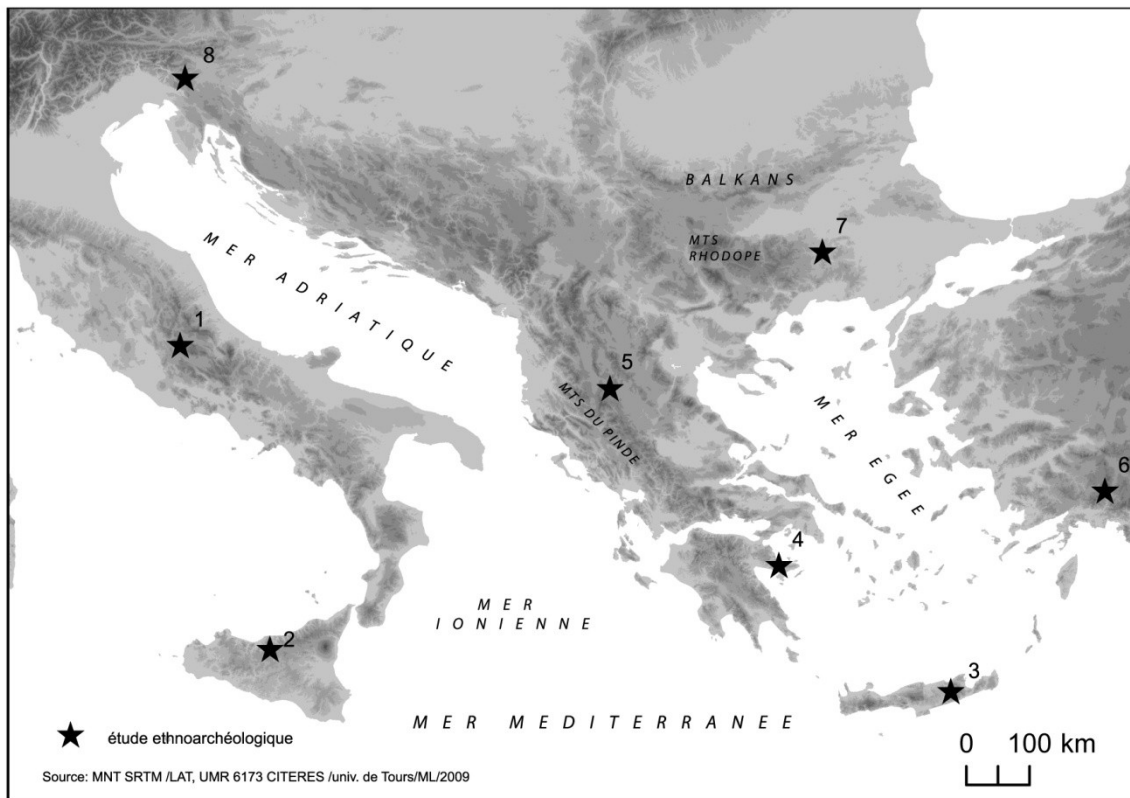 8
BALKANS
7
MTS
RHODOPE
MER ADRIATIQUE
1
5
MTS DU PINDE
MER EGEE
6
4
MER
IONIENNE
2
3
MER MEDITERRANEE
étude ethnoarchéologique
0 100 km
Source: MNT SRTM /LAT, UMR 6173 CITERES /univ. de Tours/ML/2009